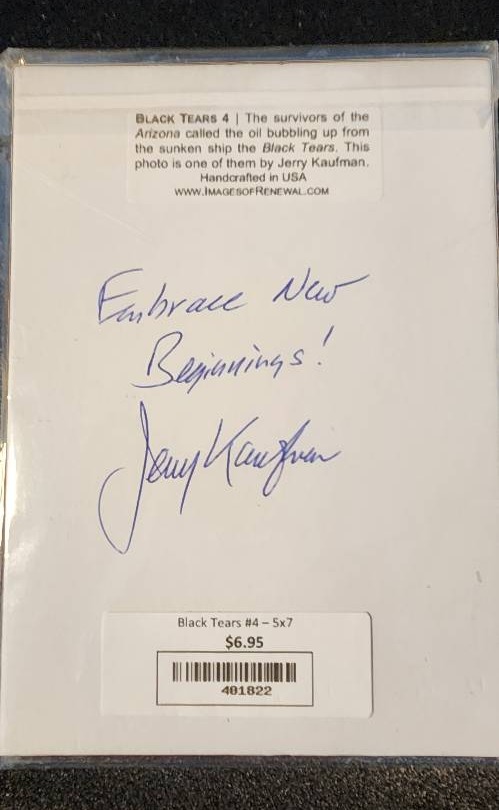 BLACK TEARS 4 | The survivors of the
Arizona called the oil bubbling up from
the sunken ship the Black Tears. This
photo is one of them by Jerry Kaufman.
Handcrafted in USA
WWW.IMAGESOFRENEWAL.COM
Embrace New
Beginnings!
Jerry Kaufman
Black Tears #4 – 5x7
$6.95
401822